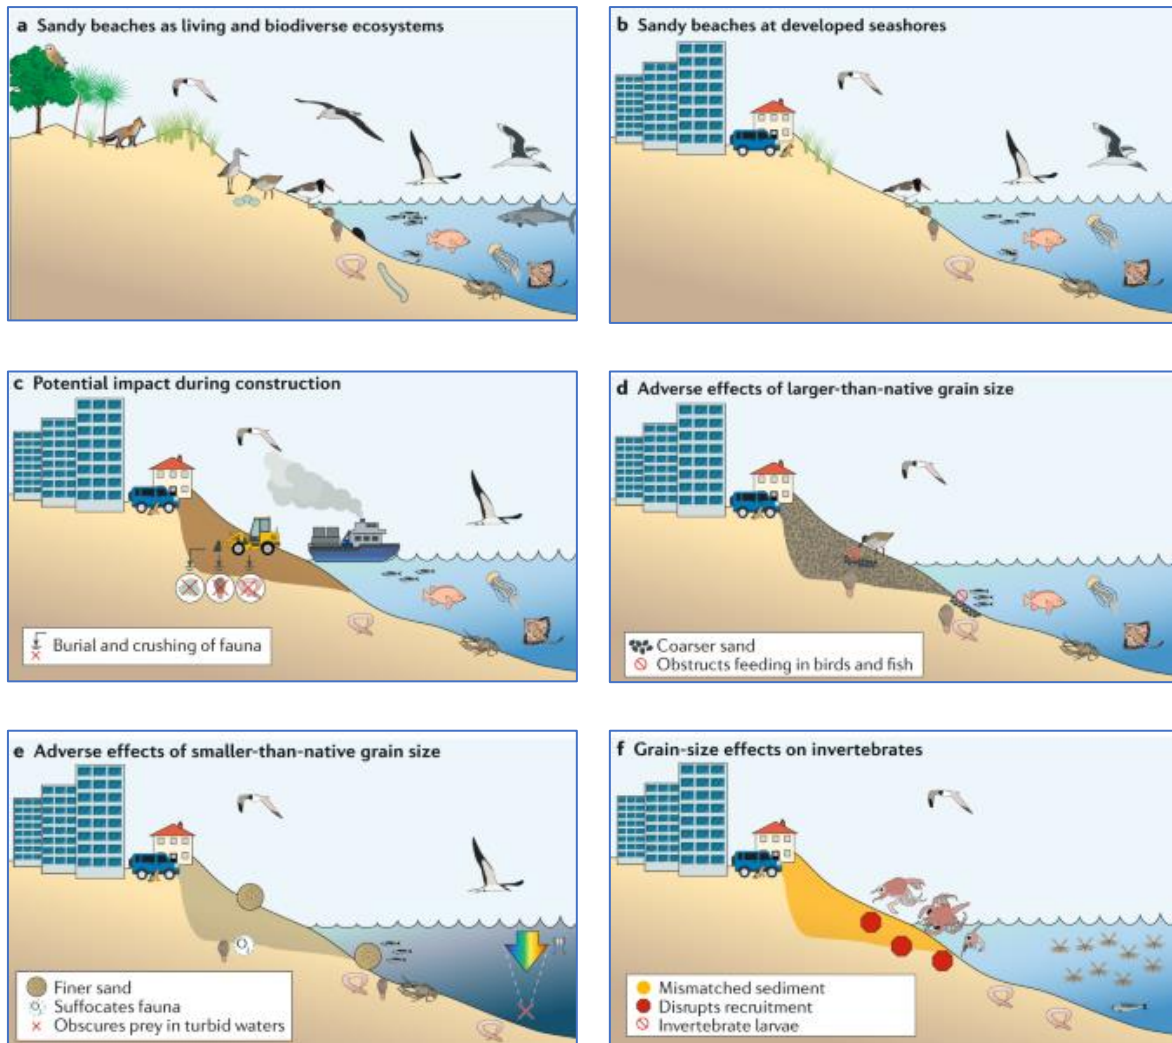 a Sandy beaches as living and biodiverse ecosystems
b Sandy beaches at developed seashores
c Potential impact during construction
Burial and crushing of fauna
d Adverse effects of larger-than-native grain size
Coarser sand
Obstructs feeding in birds and fish
e Adverse effects of smaller-than-native grain size
O₂
Finer sand
Suffocates fauna
Obscures prey in turbid waters
f Grain-size effects on invertebrates
Mismatched sediment
Disrupts recruitment
Invertebrate larvae